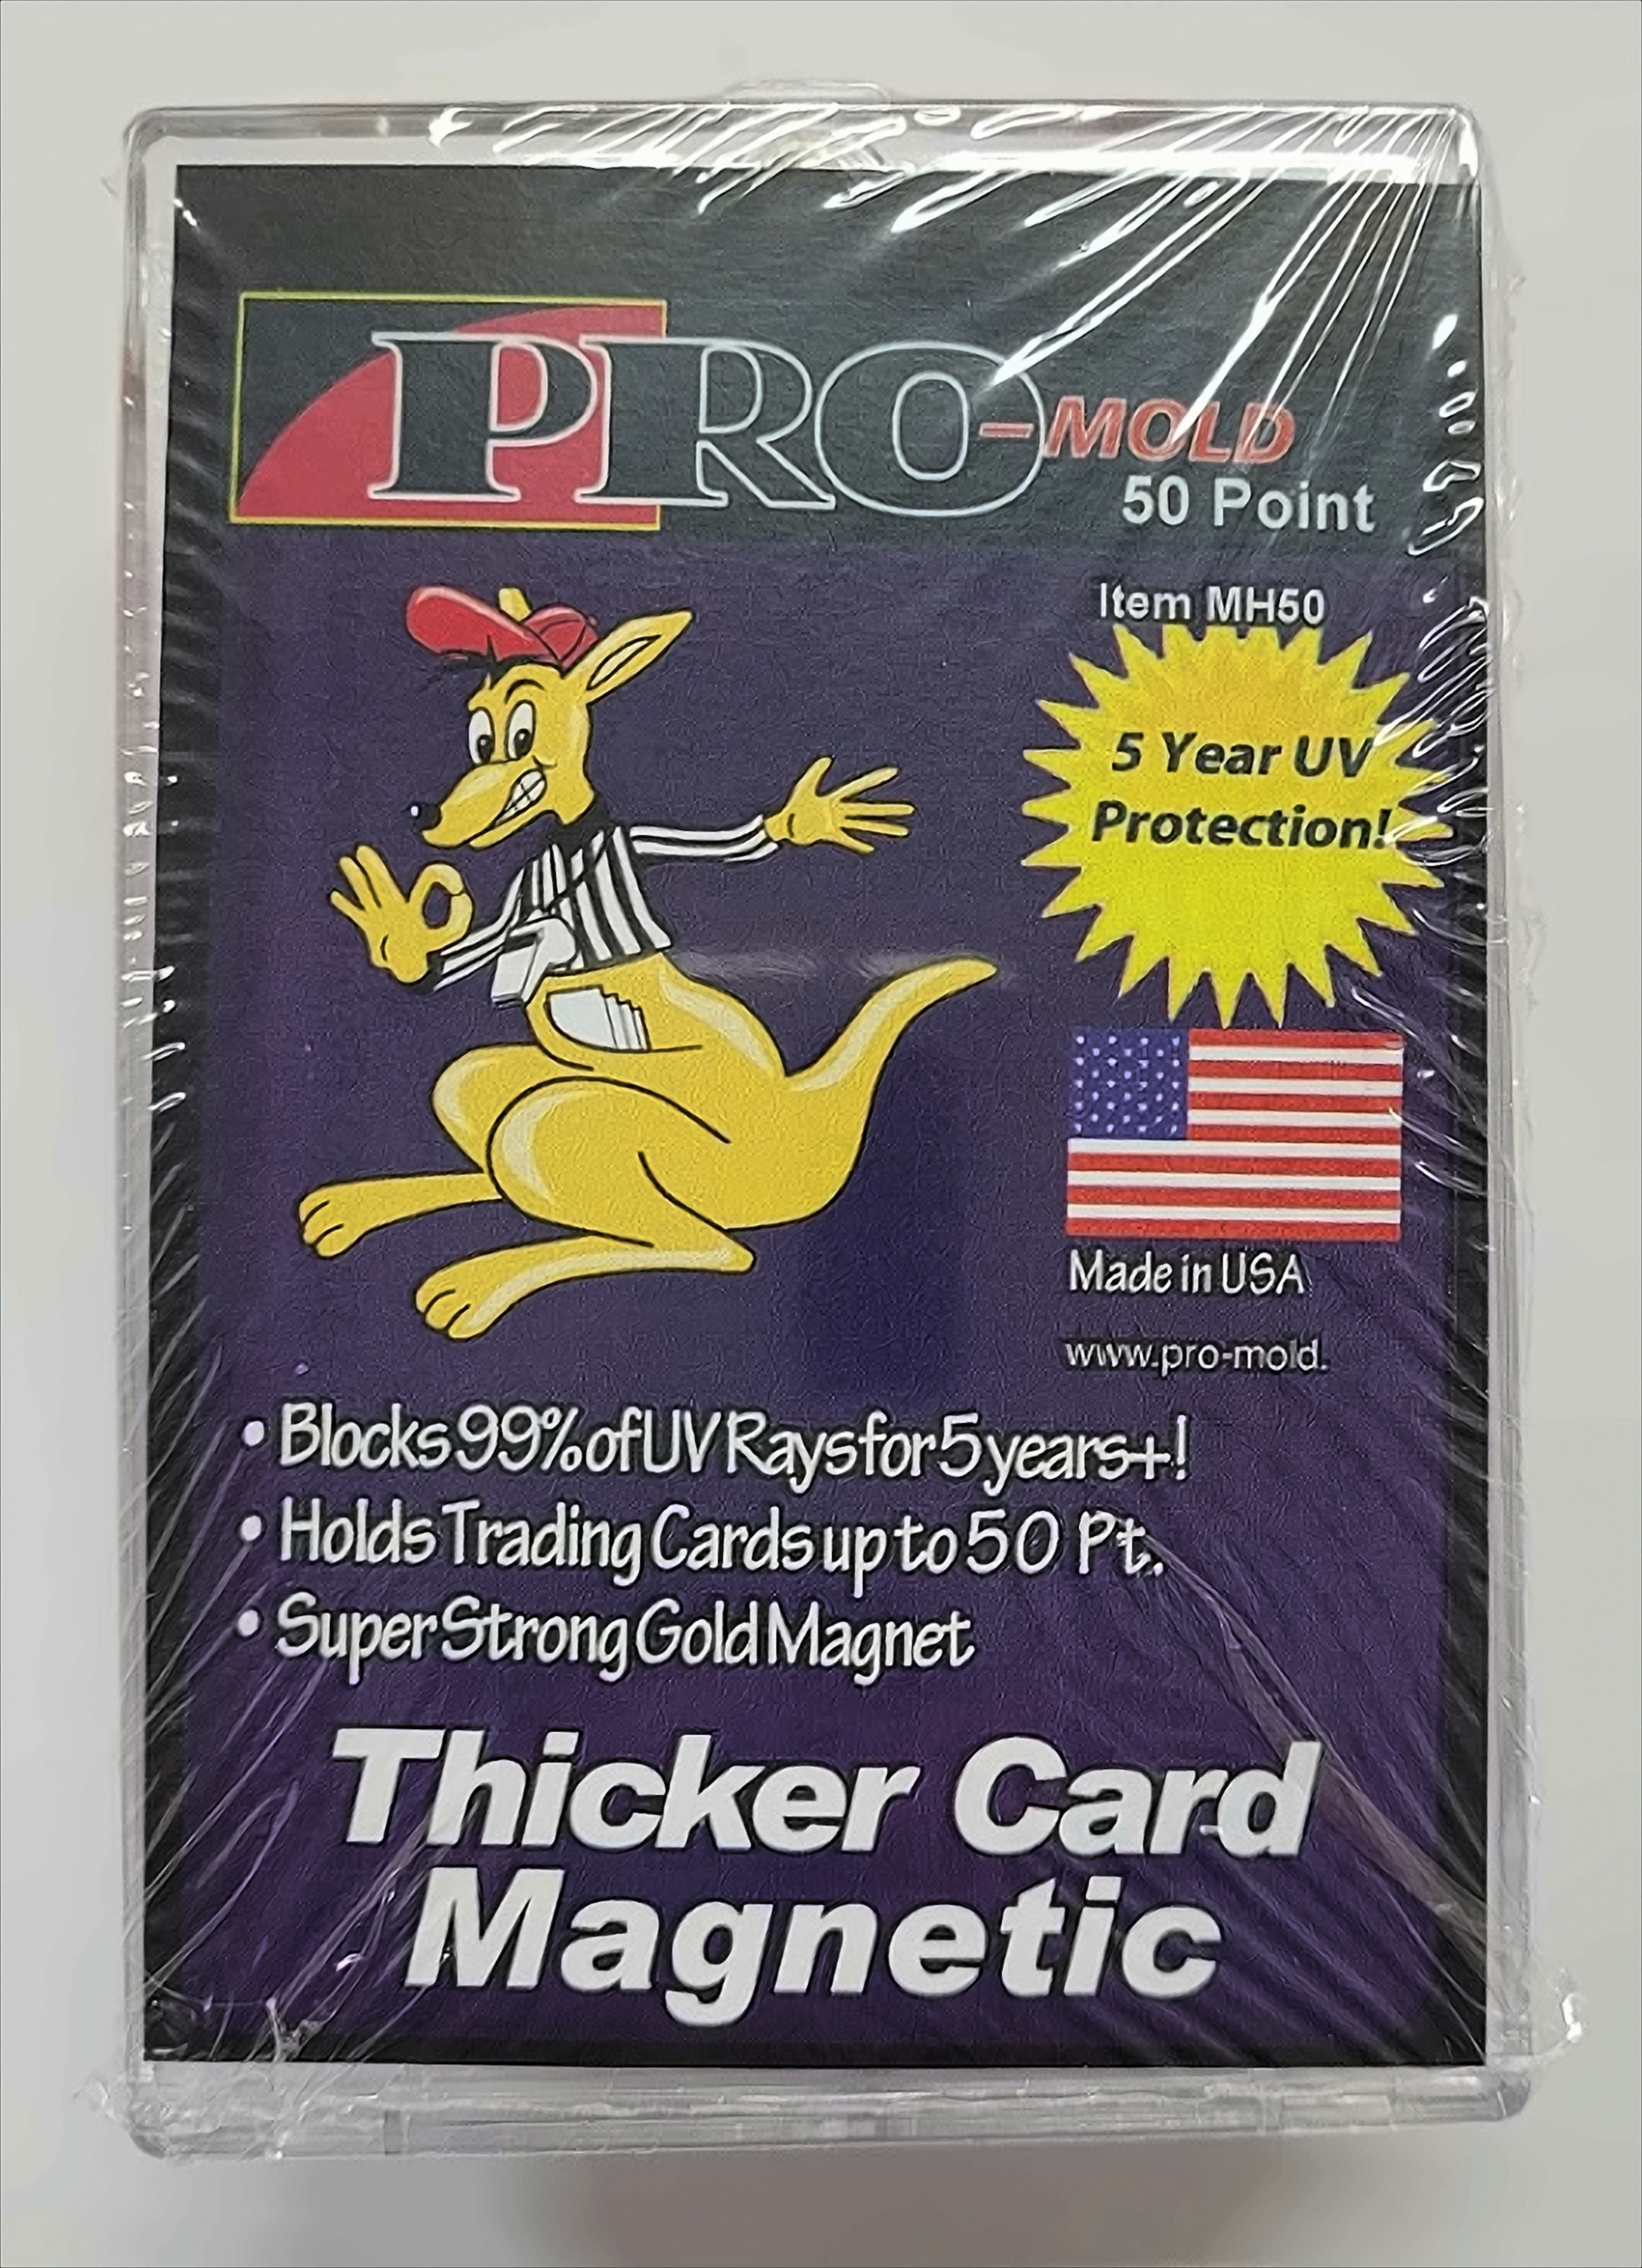 PRO-MOLD
50 Point
Item MH50
5 Year UV
Protection!
Made in USA
www.pro-mold.
• Blocks 99% of UV Rays for 5 years+!
• Holds Trading Cards up to 50 Pt.
• Super Strong Gold Magnet
Thicker Card
Magnetic